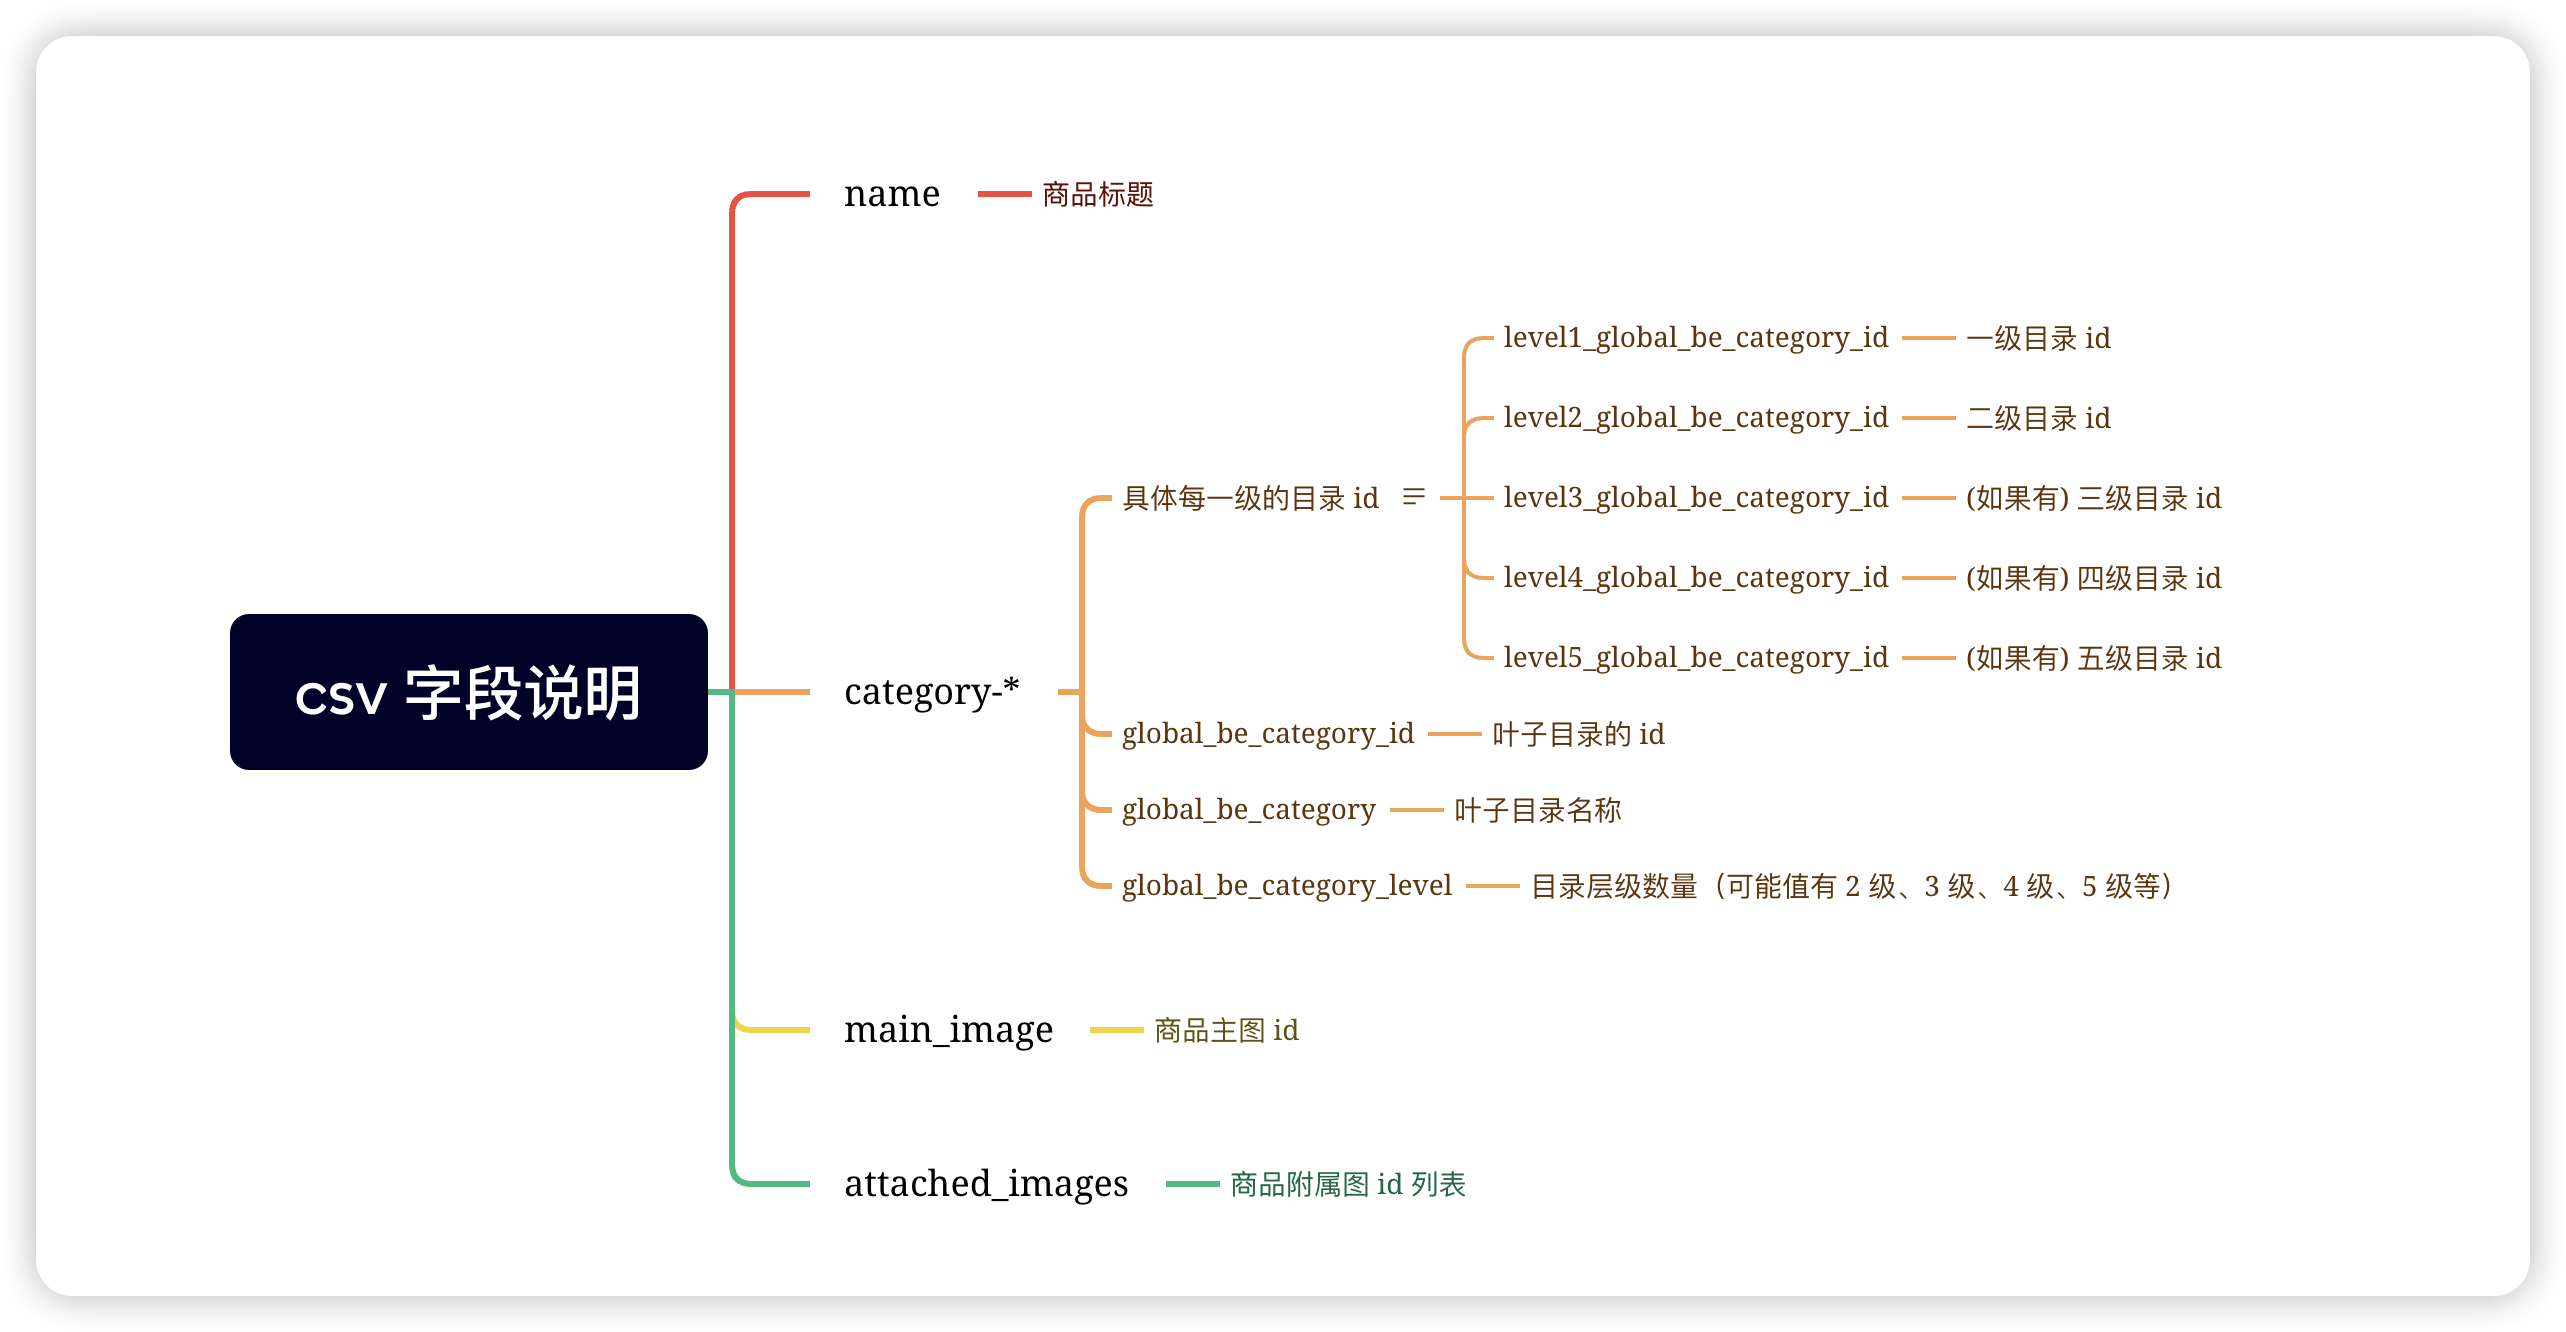 csv 字段说明
name
商品标题
category-*
具体每一级的目录 id
level1_global_be_category_id
一级目录 id
level2_global_be_category_id
二级目录 id
level3_global_be_category_id
(如果有) 三级目录 id
level4_global_be_category_id
(如果有) 四级目录 id
level5_global_be_category_id
(如果有) 五级目录 id
global_be_category_id
叶子目录的 id
global_be_category
叶子目录名称
global_be_category_level
目录层级数量（可能值有 2 级、3 级、4 级、5 级等）
main_image
商品主图 id
attached_images
商品附属图 id 列表